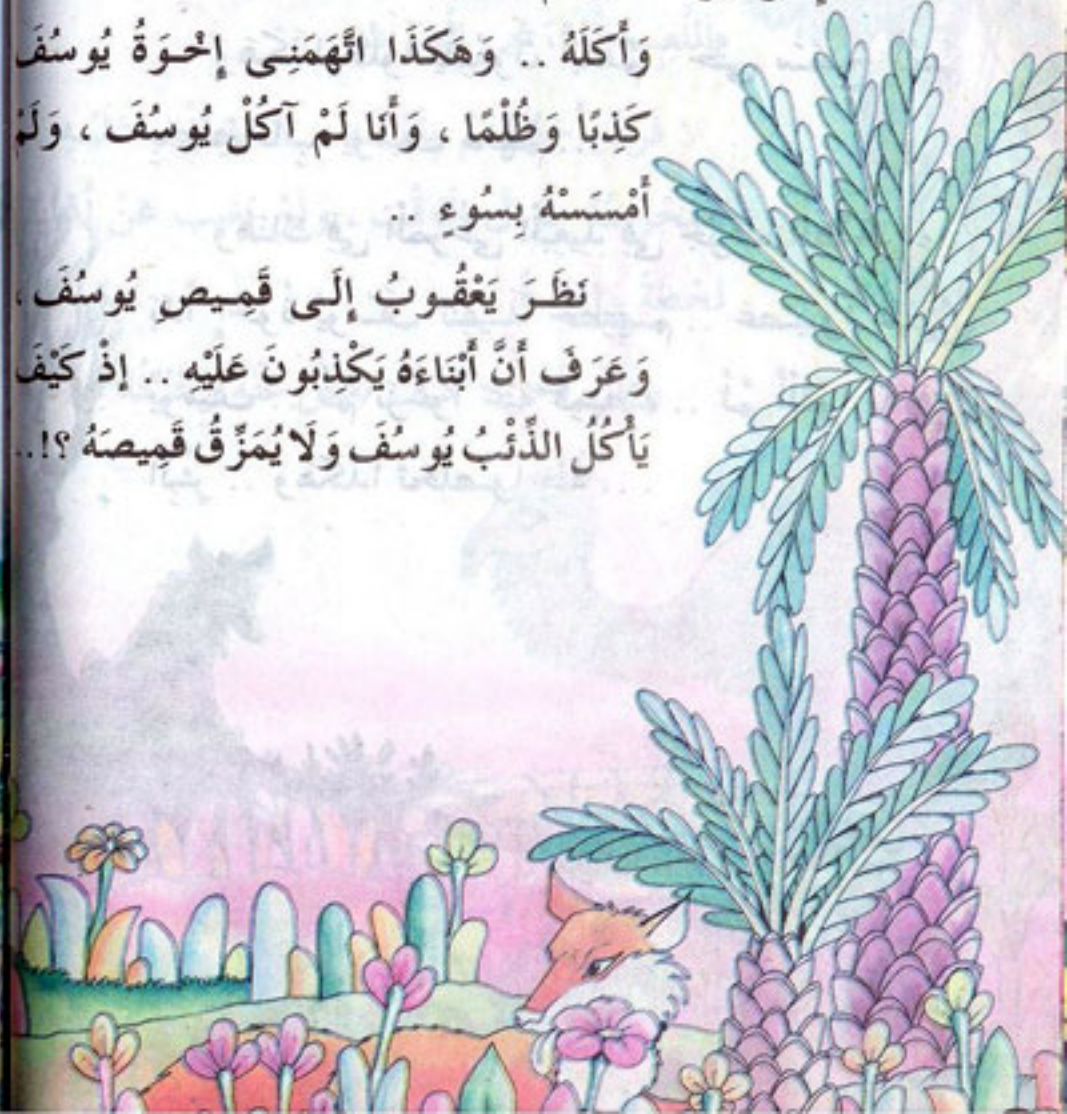 وَأَكَلَهُ .. وَهَكَذَا اتَّهَمَنِى إِخْوَةُ يُوسُفَ
كَذِبًا وَظُلْمًا ، وَأَنَا لَمْ آكُلْ يُوسُفَ ، وَلَمْ
أَمْسَسْهُ بِسُوءٍ ..
نَظَرَ يَعْقُوبُ إِلَى قَمِيصِ يُوسُفَ ،
وَعَرَفَ أَنَّ أَبْنَاءَهُ يَكْذِبُونَ عَلَيْهِ .. إِذْ كَيْفَ
يَأْكُلُ الذِّئْبُ يُوسُفَ وَلَا يُمَزِّقُ قَمِيصَهُ ؟!..